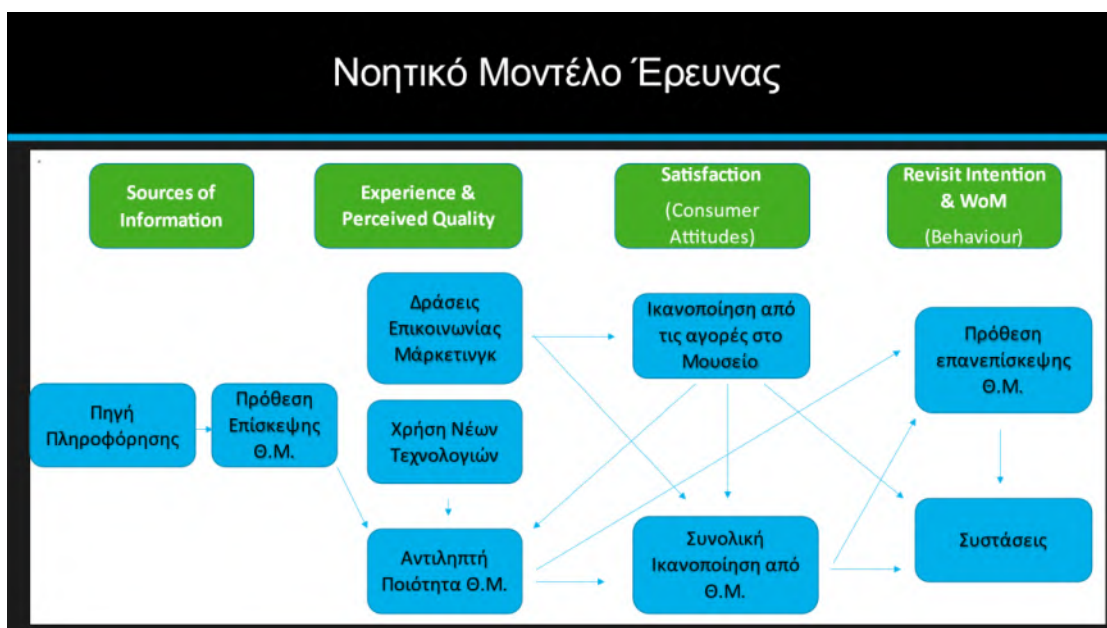 Νοητικό Μοντέλο Έρευνας
Sources of
Information
Experience &
Perceived Quality
Satisfaction
(Consumer
Attitudes)
Revisit Intention
& WoM
(Behaviour)
Δράσεις
Επικοινωνίας
Μάρκετινγκ
Ικανοποίηση από
τις αγορές στο
Μουσείο
Πρόθεση
επανεπίσκεψης
Θ.Μ.
Πηγή
Πληροφόρησης
Πρόθεση
Επίσκεψης
Θ.Μ.
Χρήση Νέων
Τεχνολογιών
Αντιληπτή
Ποιότητα Θ.Μ.
Συνολική
Ικανοποίηση από
Θ.Μ.
Συστάσεις